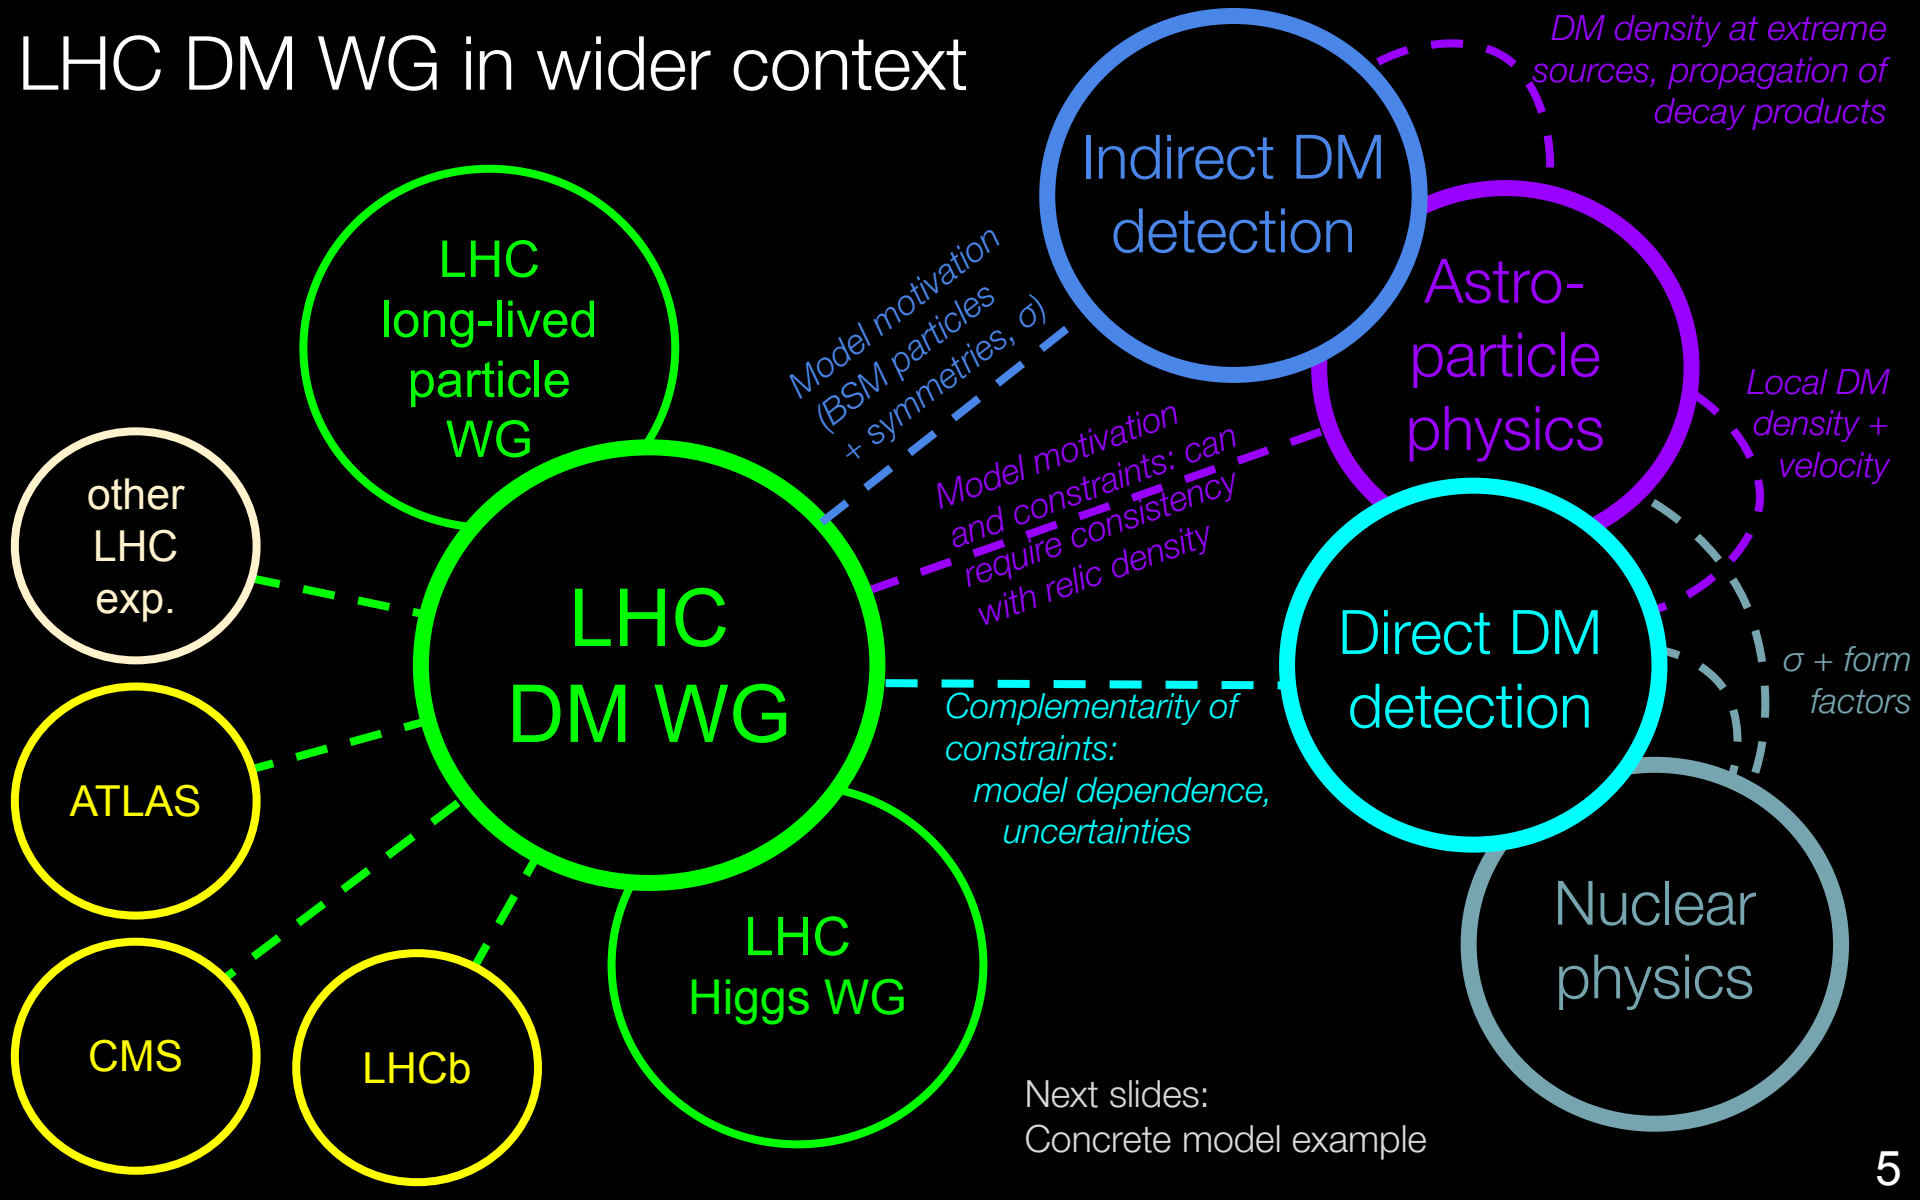 LHC DM WG in wider context
DM density at extreme
sources, propagation of
decay products
Indirect DM
detection
LHC
long-lived
particle
WG
Model motivation
(BSM particles
+ symmetries, σ)
Astro-
particle
physics
Local DM
density +
velocity
Model motivation
and constraints: can
require consistency
with relic density
other
LHC
exp.
LHC
DM WG
Direct DM
detection
σ + form
factors
Complementarity of
constraints:
model dependence,
uncertainties
ATLAS
LHC
Higgs WG
Nuclear
physics
CMS
LHCb
Next slides:
Concrete model example
5